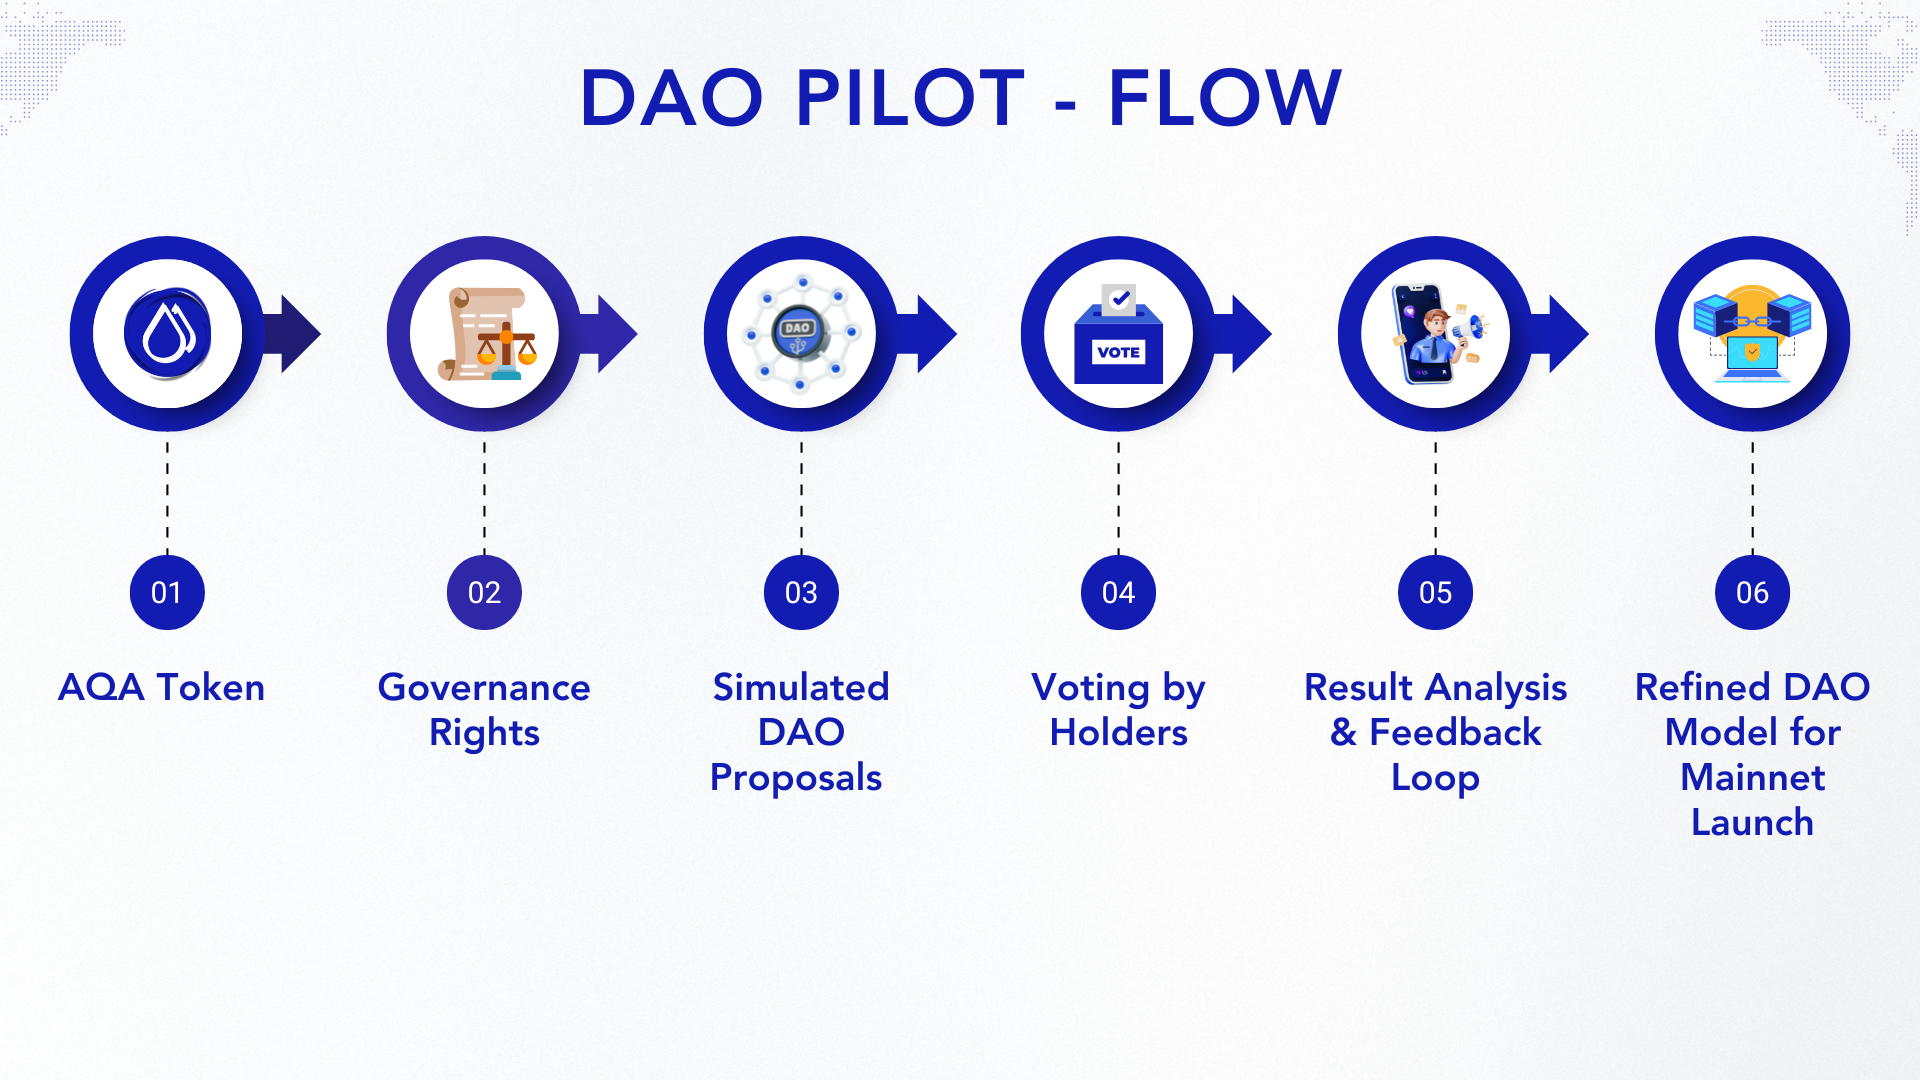 DAO PILOT - FLOW
DAO
VOTE
01
02
03
04
05
06
AQA Token
Governance
Rights
Simulated
DAO
Proposals
Voting by
Holders
Result Analysis
& Feedback
Loop
Refined DAO
Model for
Mainnet
Launch